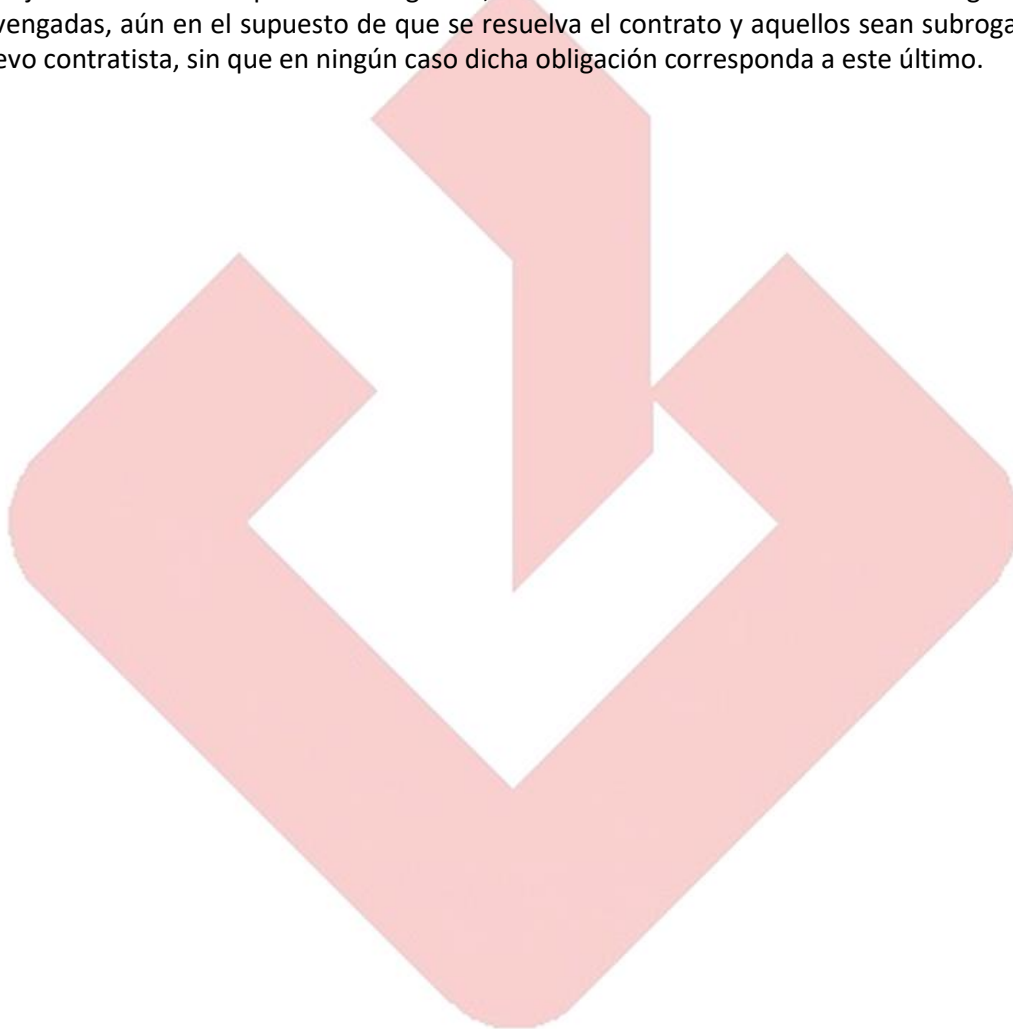 vengadas, aún en el supuesto de que se resuelva el contrato y aquellos sean subroga
evo contratista, sin que en ningún caso dicha obligación corresponda a este último.